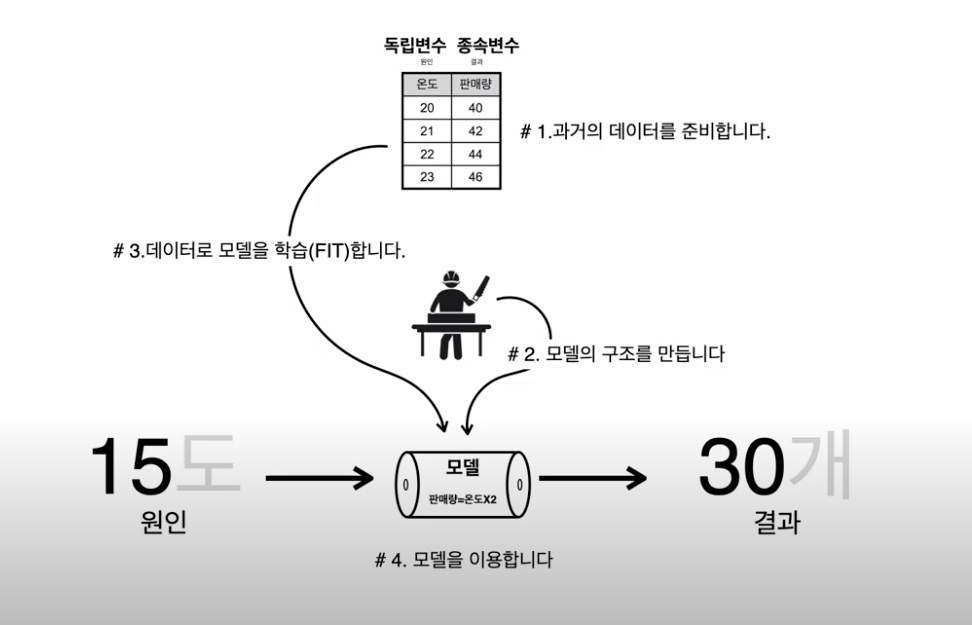 독립변수 종속변수
원인 결과
온도 판매량
20 40
21 42
22 44
23 46
# 1.과거의 데이터를 준비합니다.
# 3.데이터로 모델을 학습(FIT)합니다.
# 2. 모델의 구조를 만듭니다
15도
원인
모델
판매량=온도X2
30개
결과
# 4. 모델을 이용합니다